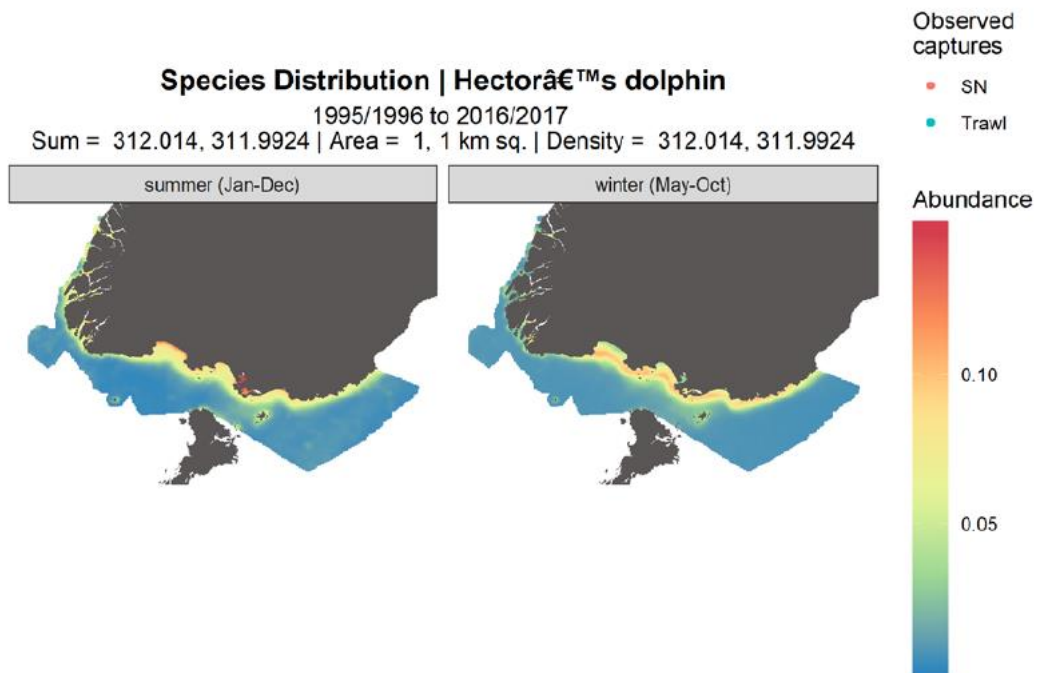 Species Distribution | Hectorâ€™s dolphin
1995/1996 to 2016/2017
Sum = 312.014, 311.9924 | Area = 1, 1 km sq. | Density = 312.014, 311.9924
summer (Jan-Dec)
winter (May-Oct)
Observed
captures
SN
Trawl
Abundance
0.10
0.05